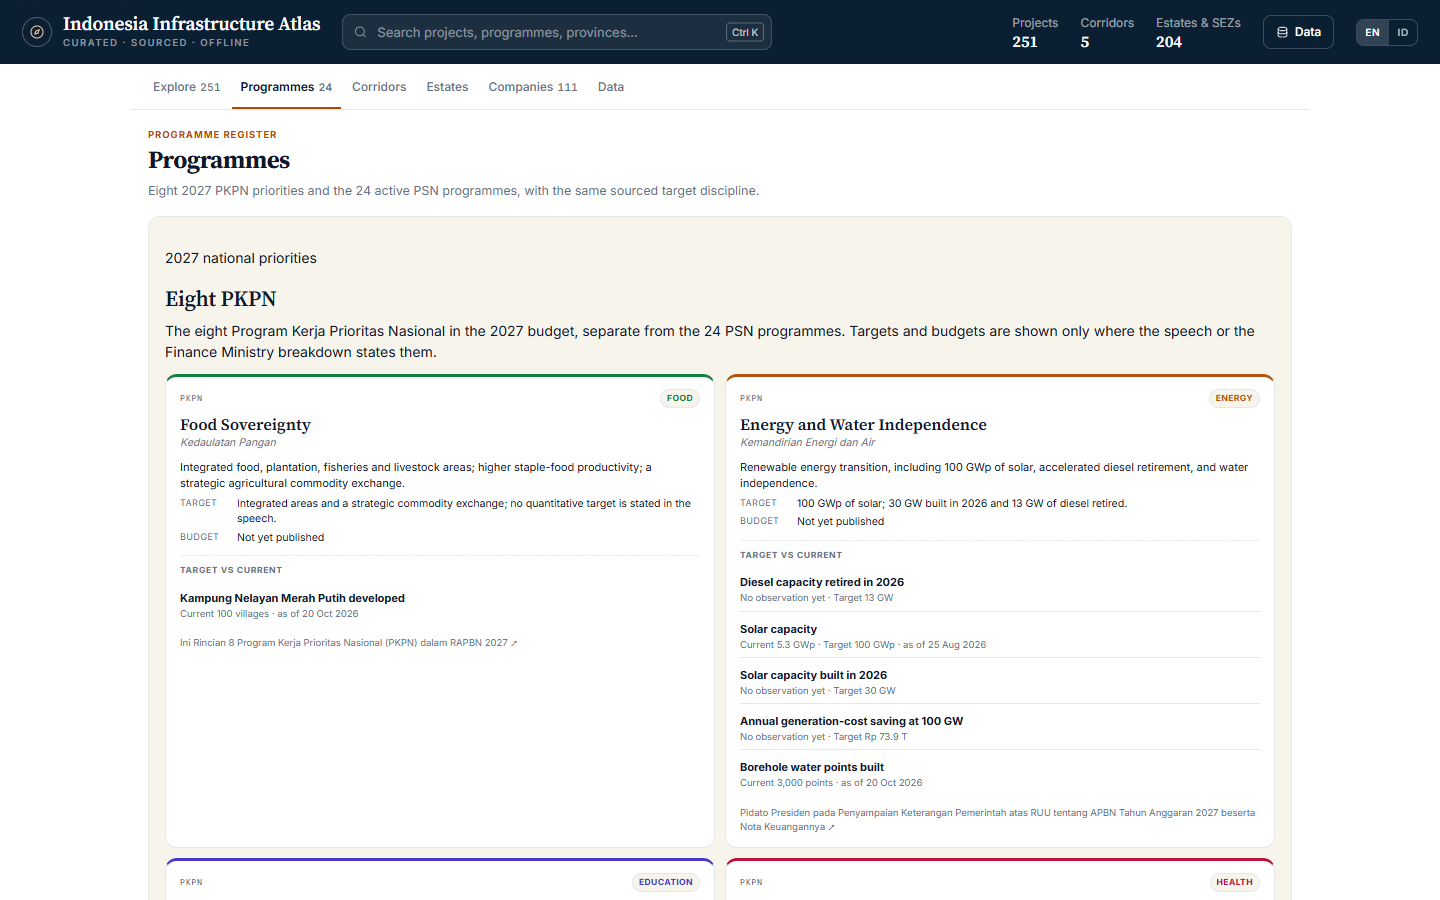 Indonesia Infrastructure Atlas
CURATED · SOURCED · OFFLINE
Search projects, programmes, provinces...
Ctrl K
Projects
251
Corridors
5
Estates & SEZs
204
Data
EN
ID
Explore 251
Programmes 24
Corridors
Estates
Companies 111
Data
PROGRAMME REGISTER
Programmes
Eight 2027 PKPN priorities and the 24 active PSN programmes, with the same sourced target discipline.
2027 national priorities
Eight PKPN
The eight Program Kerja Prioritas Nasional in the 2027 budget, separate from the 24 PSN programmes. Targets and budgets are shown only where the speech or the
Finance Ministry breakdown states them.
PKPN
FOOD
Food Sovereignty
Kedaulatan Pangan
Integrated food, plantation, fisheries and livestock areas; higher staple-food productivity; a
strategic agricultural commodity exchange.
TARGET
Integrated areas and a strategic commodity exchange; no quantitative target is stated in the
speech.
BUDGET
Not yet published
TARGET VS CURRENT
Kampung Nelayan Merah Putih developed
Current 100 villages · as of 20 Oct 2026
Ini Rincian 8 Program Kerja Prioritas Nasional (PKPN) dalam RAPBN 2027 ↗
PKPN
ENERGY
Energy and Water Independence
Kemandirian Energi dan Air
Renewable energy transition, including 100 GWp of solar, accelerated diesel retirement, and water
independence.
TARGET
100 GWp of solar; 30 GW built in 2026 and 13 GW of diesel retired.
BUDGET
Not yet published
TARGET VS CURRENT
Diesel capacity retired in 2026
No observation yet · Target 13 GW
Solar capacity
Current 5.3 GWp · Target 100 GWp · as of 25 Aug 2026
Solar capacity built in 2026
No observation yet · Target 30 GW
Annual generation-cost saving at 100 GW
No observation yet · Target Rp 73.9 T
Borehole water points built
Current 3,000 points · as of 20 Oct 2026
Pidato Presiden pada Penyampaian Keterangan Pemerintah atas RUU tentang APBN Tahun Anggaran 2027 beserta
Nota Keuangannya ↗
PKPN
EDUCATION
PKPN
HEALTH